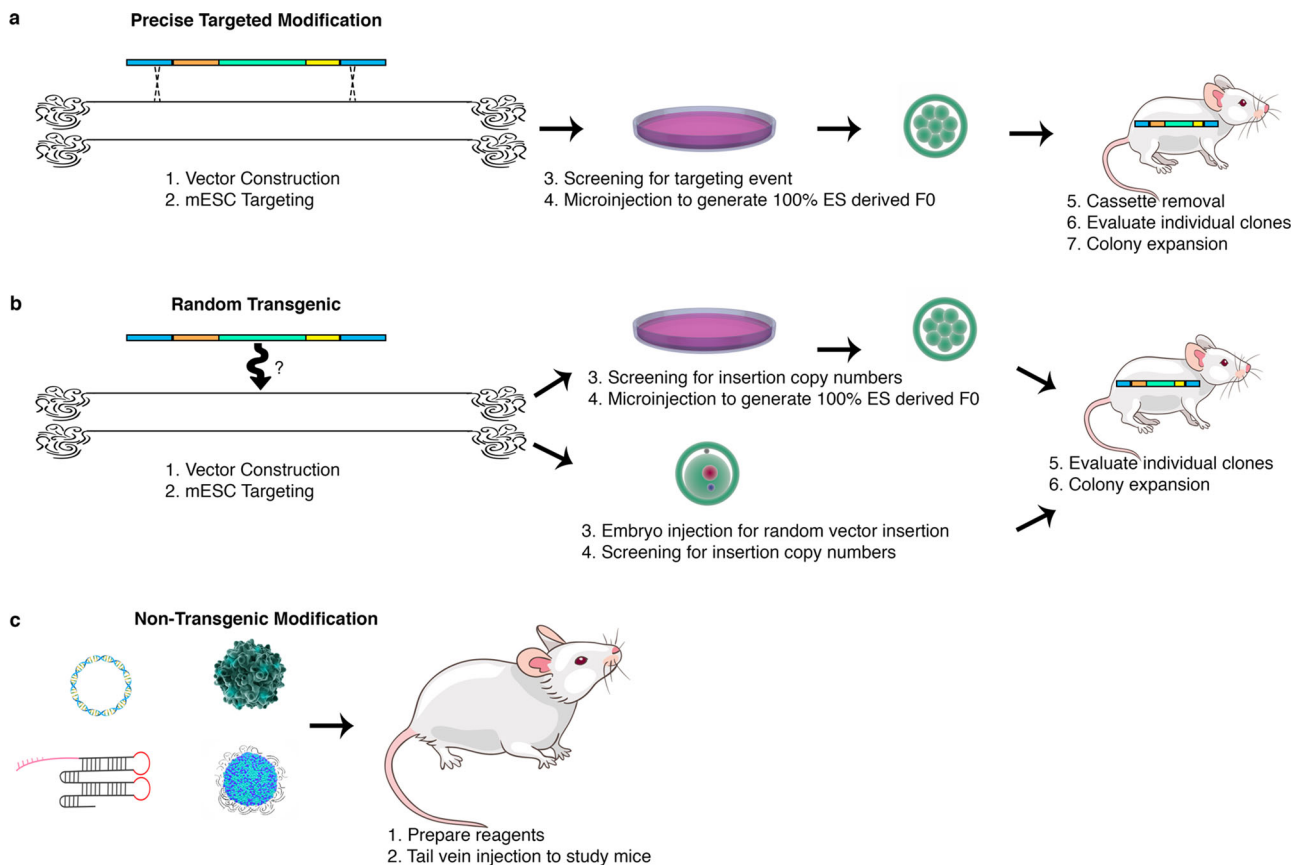 a
Precise Targeted Modification
1. Vector Construction
2. mESC Targeting
3. Screening for targeting event
4. Microinjection to generate 100% ES derived F0
5. Cassette removal
6. Evaluate individual clones
7. Colony expansion
b
Random Transgenic
?
1. Vector Construction
2. mESC Targeting
3. Screening for insertion copy numbers
4. Microinjection to generate 100% ES derived F0
3. Embryo injection for random vector insertion
4. Screening for insertion copy numbers
5. Evaluate individual clones
6. Colony expansion
c
Non-Transgenic Modification
1. Prepare reagents
2. Tail vein injection to study mice